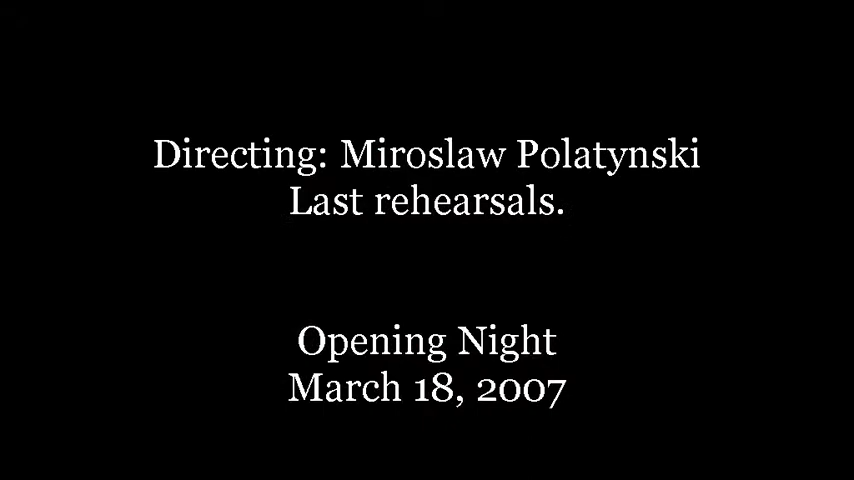 Directing: Miroslaw Polatynski
Last rehearsals.
Opening Night
March 18, 2007